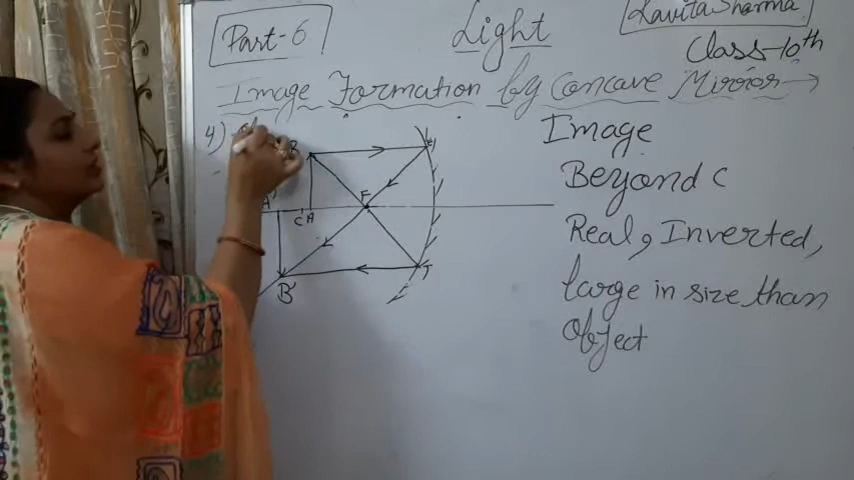 Part-6
Light
Kavita Sharma
Class-10th
Image Formation by Concave Mirror →
4)
B
E
A'
C
A
F
B'
J
Image
Beyond C
Real, Inverted,
large in size than
Object